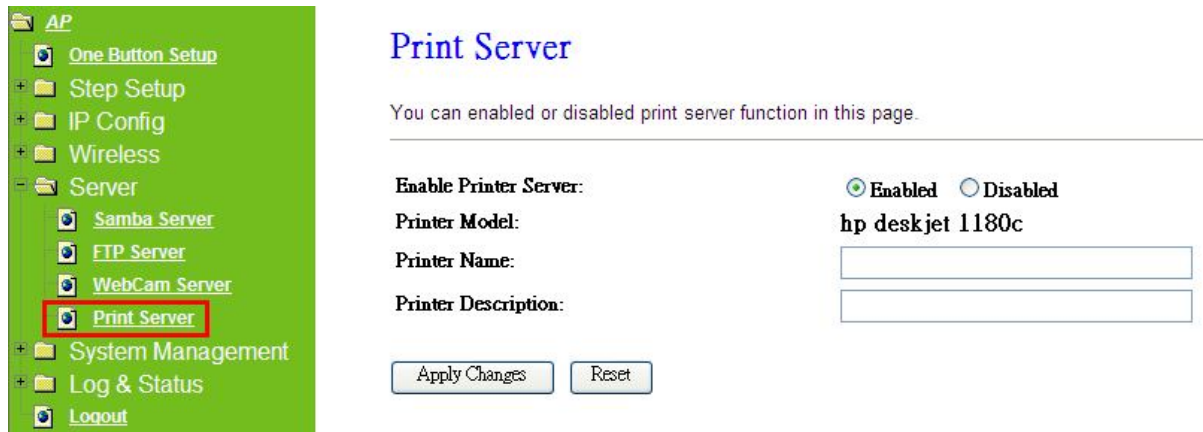 AP
One Button Setup
Step Setup
IP Config
Wireless
Server
Samba Server
FTP Server
WebCam Server
Print Server
System Management
Log & Status
Logout
Print Server
You can enabled or disabled print server function in this page.
Enable Printer Server: Enabled Disabled
Printer Model: hp deskjet 1180c
Printer Name:
Printer Description:
Apply Changes Reset